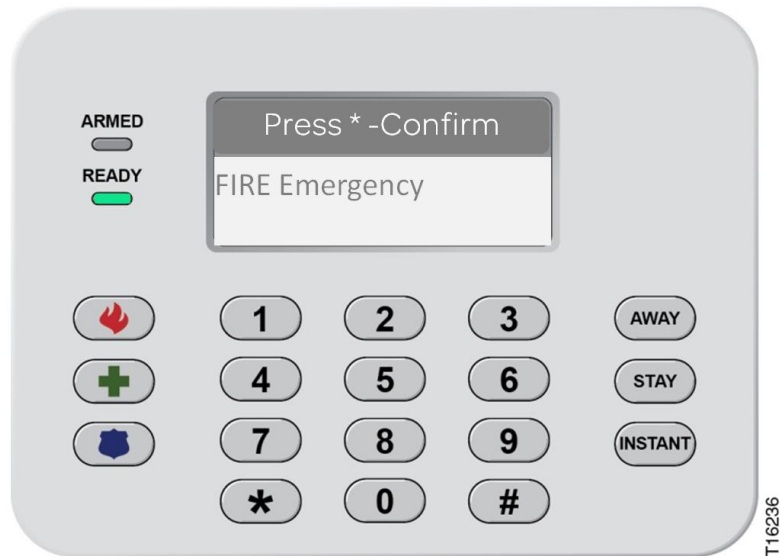 ARMED
READY
Press * -Confirm
FIRE Emergency
1 2 3 AWAY
4 5 6 STAY
7 8 9 INSTANT
* 0 #
T16236